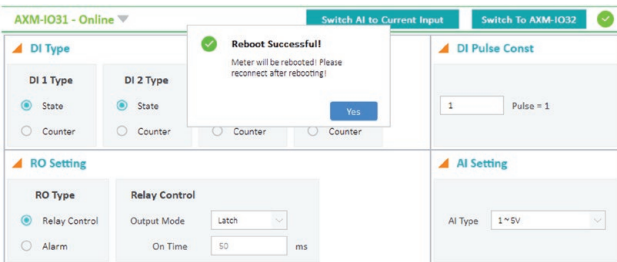 AXM-IO31 - Online
Switch AI to Current Input
Switch To AXM-IO32
DI Type
Reboot Successful!
Meter will be rebooted! Please
reconnect after rebooting!
Yes
DI Pulse Const
DI 1 Type
DI 2 Type
State
State
Counter
Counter
Counter
Counter
1
Pulse = 1
RO Setting
AI Setting
RO Type
Relay Control
Relay Control
Output Mode
Latch
Alarm
On Time
50
ms
AI Type
1~5V